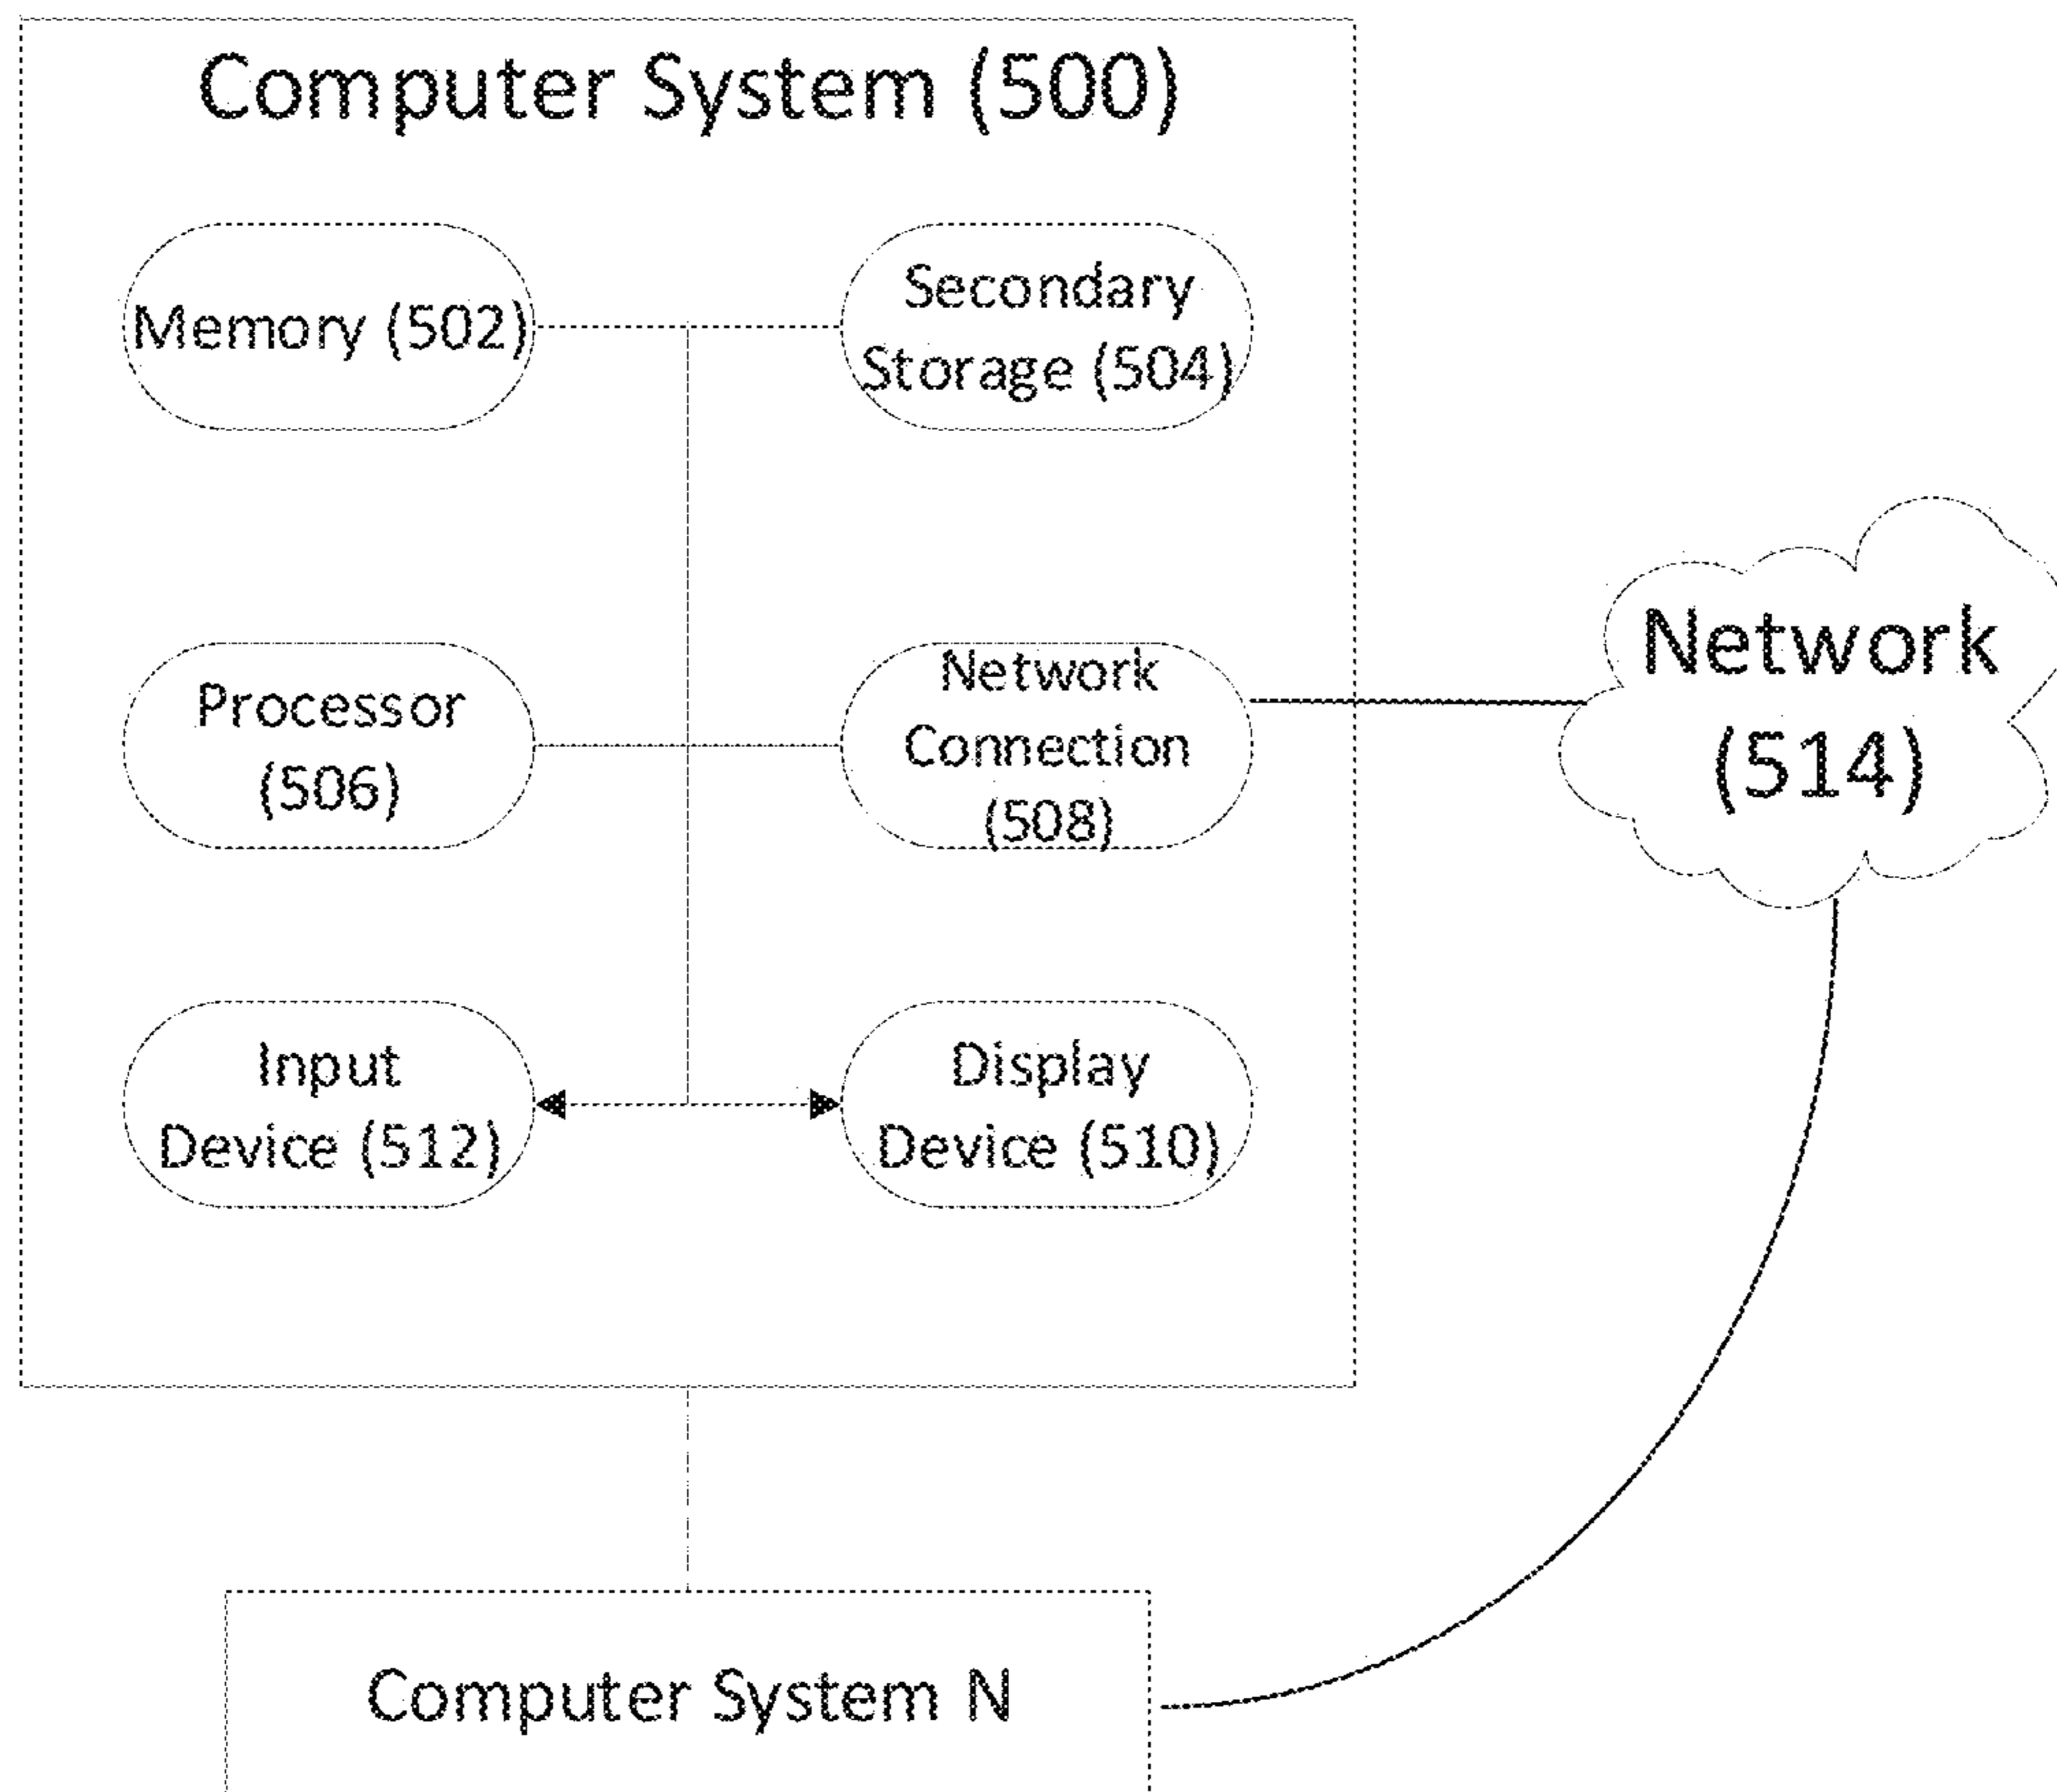 Computer System (500)
Memory (502)
Secondary
Storage (504)
Processor
(506)
Network
Connection
(508)
Network
(514)
Input
Device (512)
Display
Device (510)
Computer System N